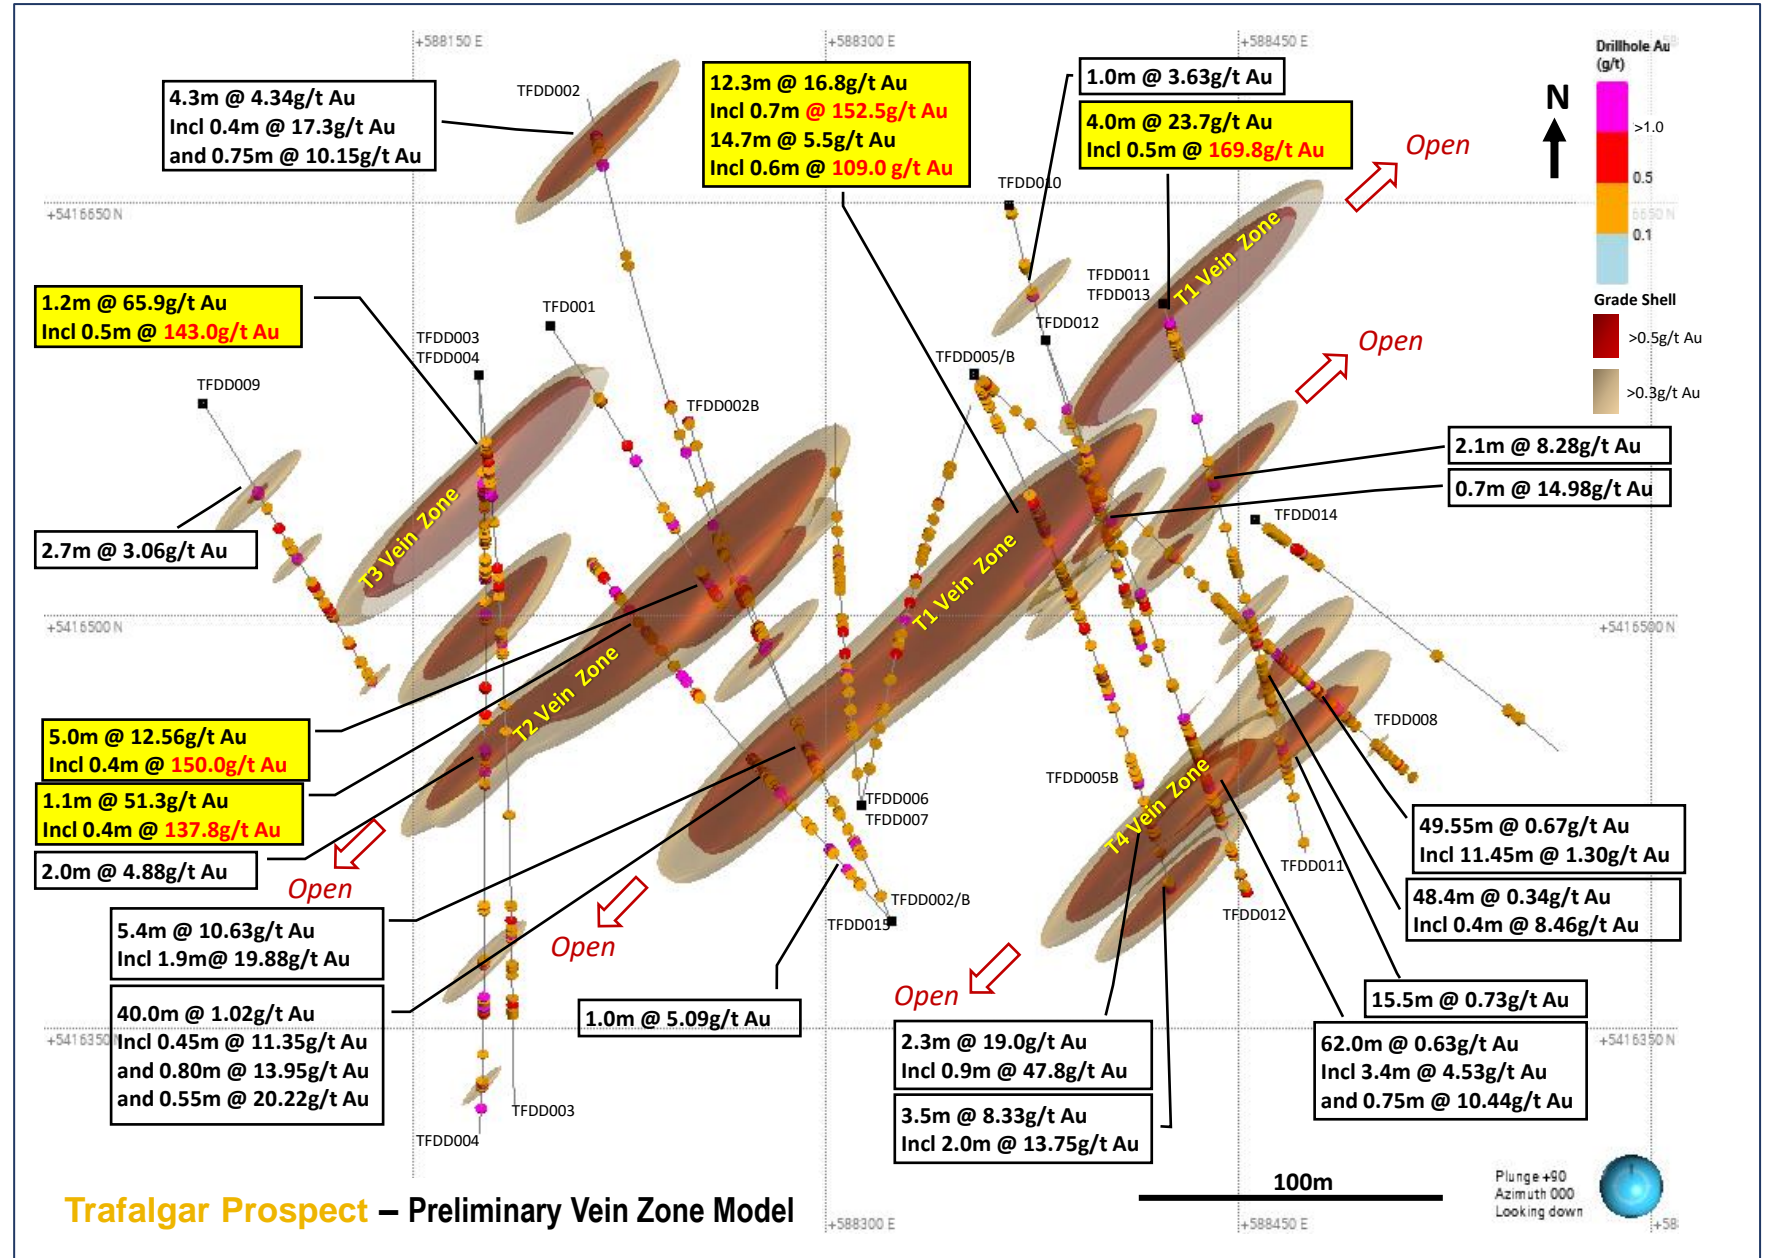 +588150 E
+588300 E
+588450 E
Drillhole Au
(g/t)
>1.0
0.5
0.1
Grade Shell
>0.5g/t Au
>0.3g/t Au
N
4.3m @ 4.34g/t Au
Incl 0.4m @ 17.3g/t Au
and 0.75m @ 10.15g/t Au
TFDD002
12.3m @ 16.8g/t Au
Incl 0.7m @ 152.5g/t Au
14.7m @ 5.5g/t Au
Incl 0.6m @ 109.0 g/t Au
1.0m @ 3.63g/t Au
4.0m @ 23.7g/t Au
Incl 0.5m @ 169.8g/t Au
Open
TFDD010
+5416650 N
6650 N
T1 Vein Zone
TFDD011
TFDD013
TFDD012
1.2m @ 65.9g/t Au
Incl 0.5m @ 143.0g/t Au
TFD001
TFDD003
TFDD004
TFDD005/B
Open
TFDD009
TFDD002B
2.1m @ 8.28g/t Au
0.7m @ 14.98g/t Au
TFDD014
2.7m @ 3.06g/t Au
T3 Vein Zone
T1 Vein Zone
+5416500 N
+5416500 N
T2 Vein Zone
5.0m @ 12.56g/t Au
Incl 0.4m @ 150.0g/t Au
1.1m @ 51.3g/t Au
Incl 0.4m @ 137.8g/t Au
2.0m @ 4.88g/t Au
Open
TFDD008
TFDD005B
T4 Vein Zone
TFDD006
TFDD007
49.55m @ 0.67g/t Au
Incl 11.45m @ 1.30g/t Au
TFDD011
48.4m @ 0.34g/t Au
Incl 0.4m @ 8.46g/t Au
TFDD002/B
TFDD015
TFDD012
5.4m @ 10.63g/t Au
Incl 1.9m@ 19.88g/t Au
Open
Open
15.5m @ 0.73g/t Au
40.0m @ 1.02g/t Au
Incl 0.45m @ 11.35g/t Au
and 0.80m @ 13.95g/t Au
and 0.55m @ 20.22g/t Au
1.0m @ 5.09g/t Au
2.3m @ 19.0g/t Au
Incl 0.9m @ 47.8g/t Au
62.0m @ 0.63g/t Au
Incl 3.4m @ 4.53g/t Au
and 0.75m @ 10.44g/t Au
+5416350 N
+5416350 N
3.5m @ 8.33g/t Au
Incl 2.0m @ 13.75g/t Au
TFDD003
TFDD004
100m
Plunge +90
Azimuth 000
Looking down
Trafalgar Prospect – Preliminary Vein Zone Model
+588300 E
+588450 E
+58